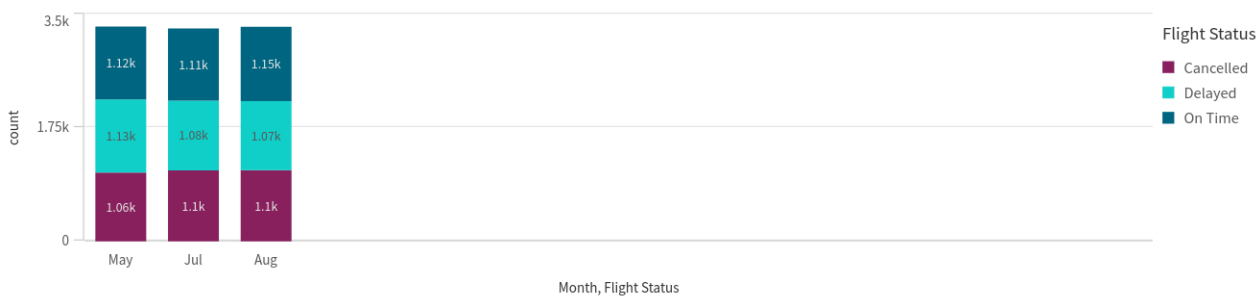 3.5k
1.75k
0
count
1.12k
1.11k
1.15k
1.13k
1.08k
1.07k
1.06k
1.1k
1.1k
May
Jul
Aug
Month, Flight Status
Flight Status
Cancelled
Delayed
On Time